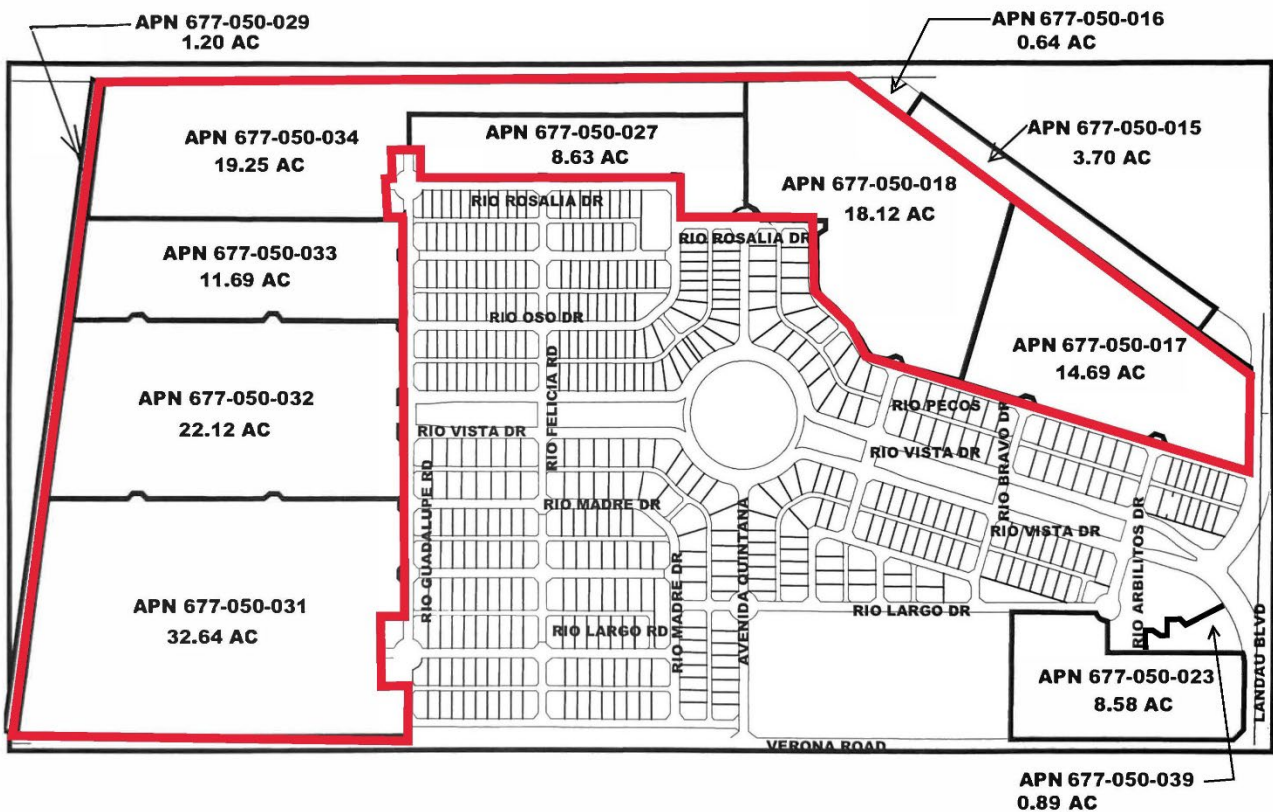 APN 677-050-029
1.20 AC
APN 677-050-016
0.64 AC
APN 677-050-034
19.25 AC
APN 677-050-027
8.63 AC
APN 677-050-015
3.70 AC
APN 677-050-018
18.12 AC
RIO ROSALIA DR
RIO ROSALIA DR
APN 677-050-033
11.69 AC
RIO OSO DR
APN 677-050-017
14.69 AC
APN 677-050-032
22.12 AC
RIO FELICIA RD
RIO PECOS
RIO BRAVO DR
RIO VISTA DR
RIO VISTA DR
RIO GUADALUPE RD
RIO MADRE DR
AVENIDA QUINTANA
RIO VISTA DR
RIO ARBILITOS DR
APN 677-050-031
32.64 AC
RIO LARGO DR
RIO LARGO RD
RIO MADRE DR
LANDAU BLVD
APN 677-050-023
8.58 AC
VERONA ROAD
APN 677-050-039
0.89 AC